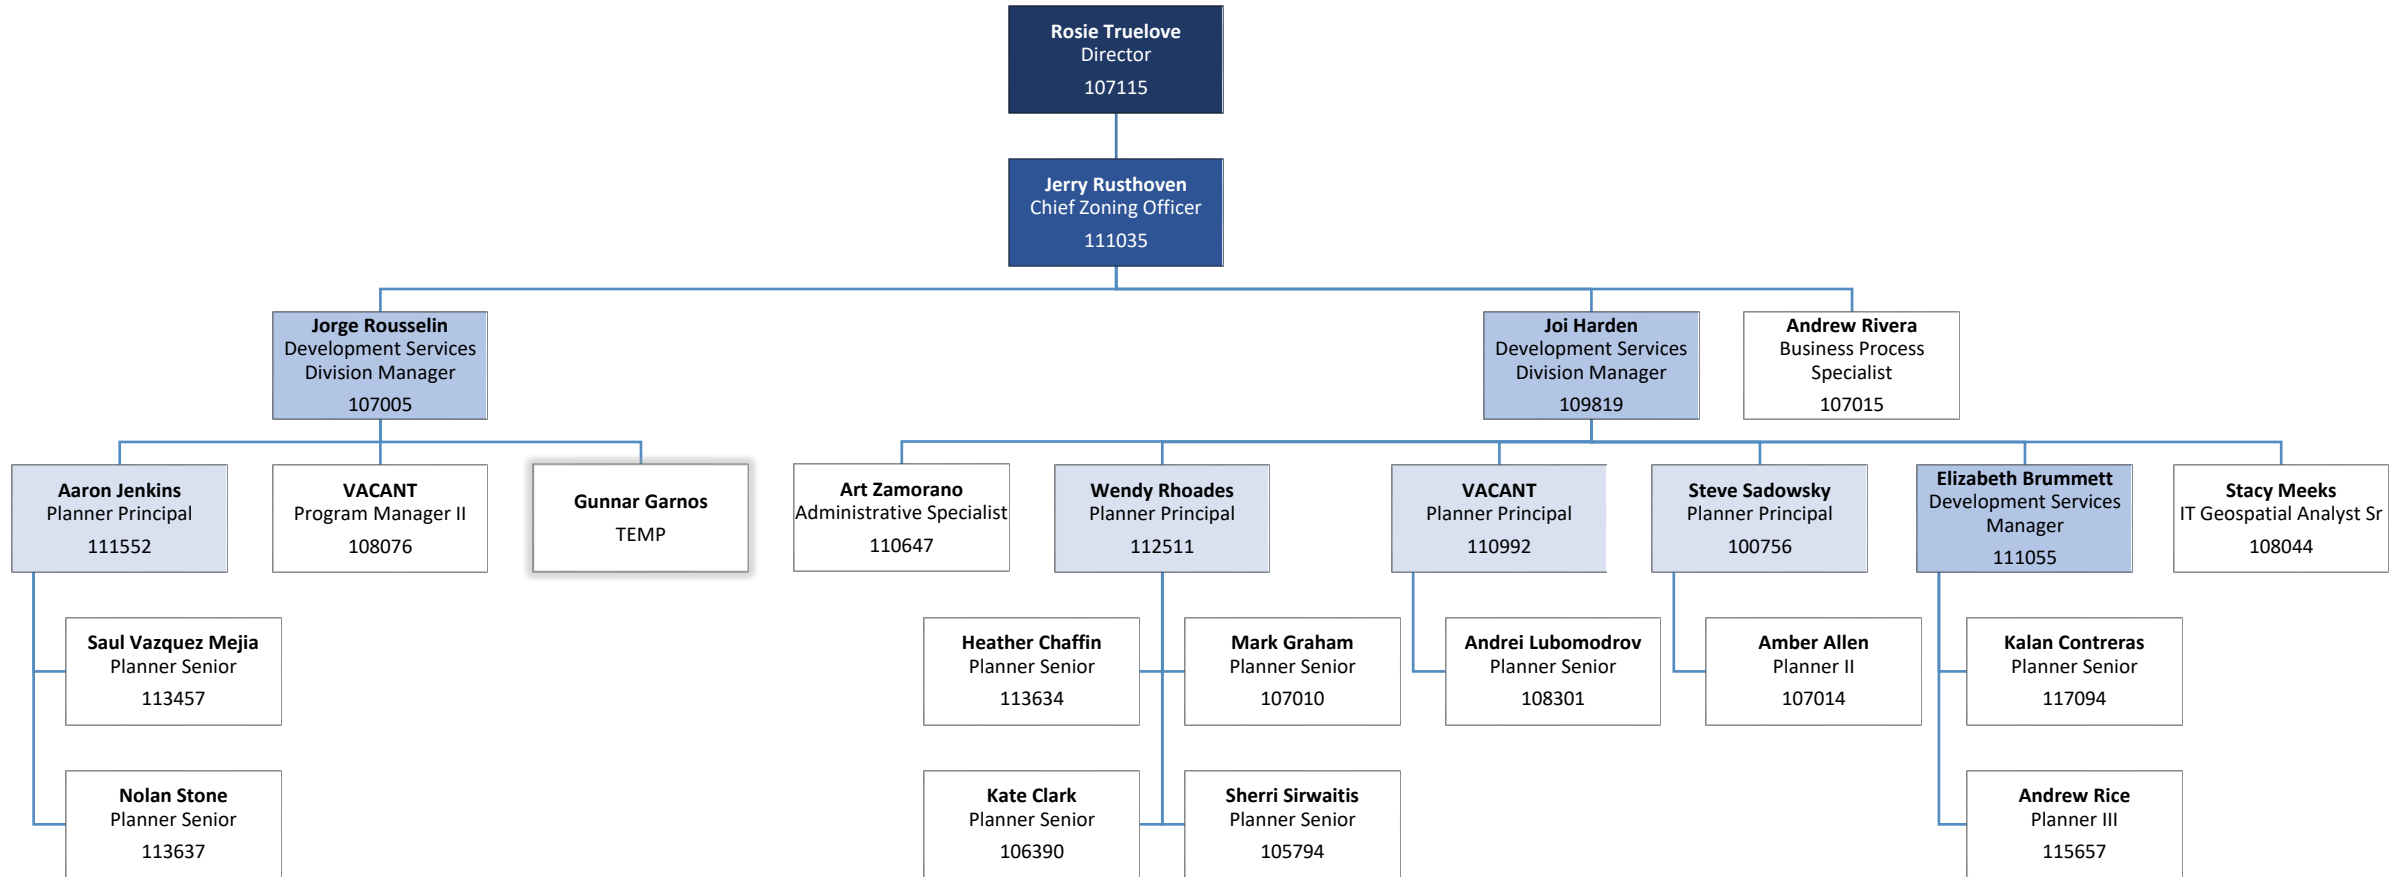 Rosie Truelove
Director
107115
Jerry Rusthoven
Chief Zoning Officer
111035
Jorge Rousselin
Development Services
Division Manager
107005
Joi Harden
Development Services
Division Manager
109819
Andrew Rivera
Business Process
Specialist
107015
Aaron Jenkins
Planner Principal
111552
VACANT
Program Manager II
108076
Gunnar Garnos
TEMP
Art Zamorano
Administrative Specialist
110647
Wendy Rhoades
Planner Principal
112511
VACANT
Planner Principal
110992
Steve Sadowsky
Planner Principal
100756
Elizabeth Brummett
Development Services
Manager
111055
Stacy Meeks
IT Geospatial Analyst Sr
108044
Saul Vazquez Mejia
Planner Senior
113457
Heather Chaffin
Planner Senior
113634
Mark Graham
Planner Senior
107010
Andrei Lubomodrov
Planner Senior
108301
Amber Allen
Planner II
107014
Kalan Contreras
Planner Senior
117094
Nolan Stone
Planner Senior
113637
Kate Clark
Planner Senior
106390
Sherri Sirwaitis
Planner Senior
105794
Andrew Rice
Planner III
115657